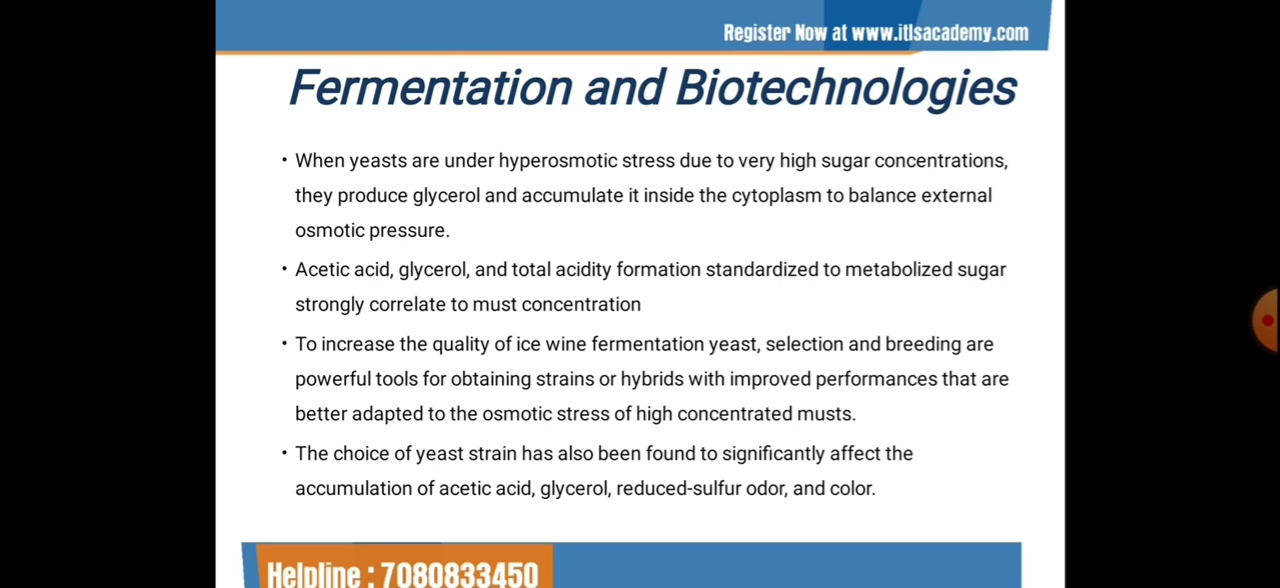 Register Now at www.itlsacademy.com
Fermentation and Biotechnologies
• When yeasts are under hyperosmotic stress due to very high sugar concentrations,
they produce glycerol and accumulate it inside the cytoplasm to balance external
osmotic pressure.
• Acetic acid, glycerol, and total acidity formation standardized to metabolized sugar
strongly correlate to must concentration
• To increase the quality of ice wine fermentation yeast, selection and breeding are
powerful tools for obtaining strains or hybrids with improved performances that are
better adapted to the osmotic stress of high concentrated musts.
• The choice of yeast strain has also been found to significantly affect the
accumulation of acetic acid, glycerol, reduced-sulfur odor, and color.
Helpline : 7080833450